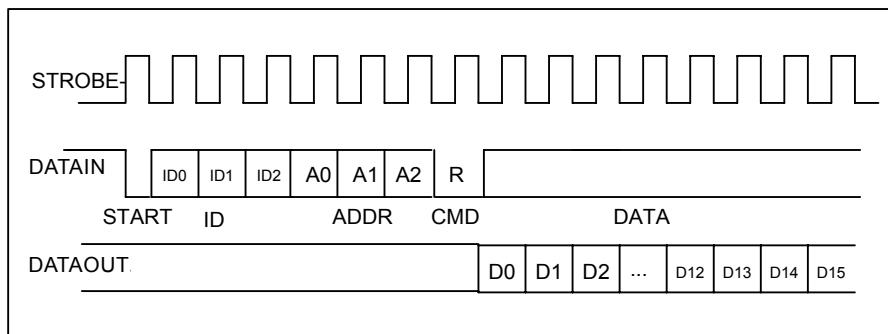 STROBE-
DATAIN
ID0 ID1 ID2 A0 A1 A2 R
START ID ADDR CMD DATA
DATAOUT
D0 D1 D2 ... D12 D13 D14 D15